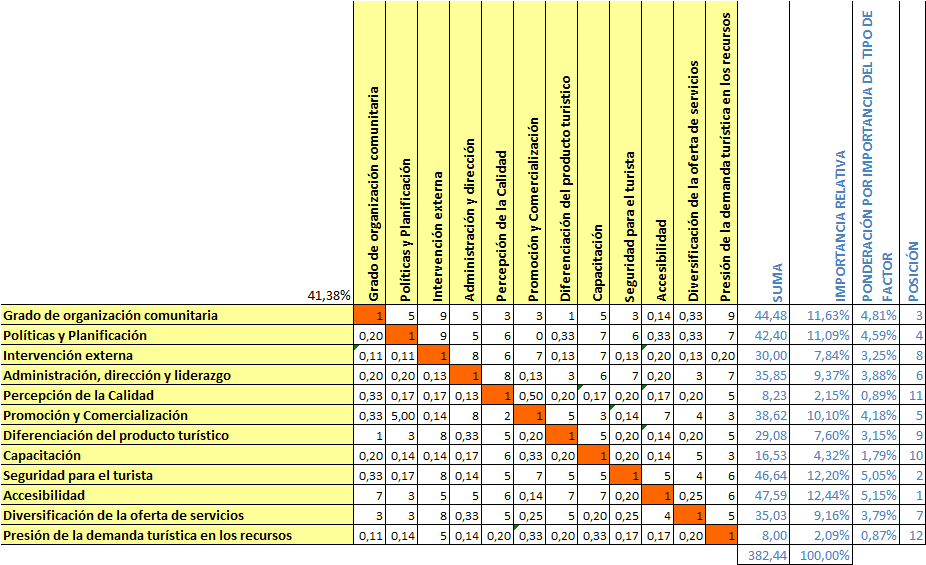 41,38% Grado de organización comunitaria Políticas y Planificación Intervención externa Administración y dirección Percepción de la Calidad Promoción y Comercialización Diferenciación del producto turistico Capacitación Seguridad para el turista Accesibilidad Diversificación de la oferta de servicios Presión de la demanda turística en los recursos SUMA IMPORTANCIA RELATIVA PONDERACIÓN POR IMPORTANCIA DEL TIPO DE FACTOR POSICIÓN
Grado de organización comunitaria 1 5 9 5 3 3 1 5 3 0,14 0,33 9 44,48 11,63% 4,81% 3
Políticas y Planificación 0,20 1 9 5 6 0 0,33 7 6 0,33 0,33 7 42,40 11,09% 4,59% 4
Intervención externa 0,11 0,11 1 8 6 7 0,13 7 0,13 0,20 0,13 0,20 30,00 7,84% 3,25% 8
Administración, dirección y liderazgo 0,20 0,20 0,13 1 8 0,13 3 6 7 0,20 3 7 35,85 9,37% 3,88% 6
Percepción de la Calidad 0,33 0,17 0,17 0,13 1 0,50 0,20 0,17 0,20 0,17 0,20 5 8,23 2,15% 0,89% 11
Promoción y Comercialización 0,33 5,00 0,14 8 2 1 5 3 0,14 7 4 3 38,62 10,10% 4,18% 5
Diferenciación del producto turístico 1 3 8 0,33 5 0,20 1 5 0,20 0,14 0,20 5 29,08 7,60% 3,15% 9
Capacitación 0,20 0,14 0,14 0,17 6 0,33 0,20 1 0,20 0,14 5 3 16,53 4,32% 1,79% 10
Seguridad para el turista 0,33 0,17 8 0,14 5 7 5 5 1 5 4 6 46,64 12,20% 5,05% 2
Accesibilidad 7 3 5 5 6 0,14 7 7 0,20 1 0,25 6 47,59 12,44% 5,15% 1
Diversificación de la oferta de servicios 3 3 8 0,33 5 0,25 5 0,20 0,25 4 1 5 35,03 9,16% 3,79% 7
Presión de la demanda turística en los recursos 0,11 0,14 5 0,14 0,20 0,33 0,20 0,33 0,17 0,17 0,20 1 8,00 2,09% 0,87% 12
382,44 100,00%